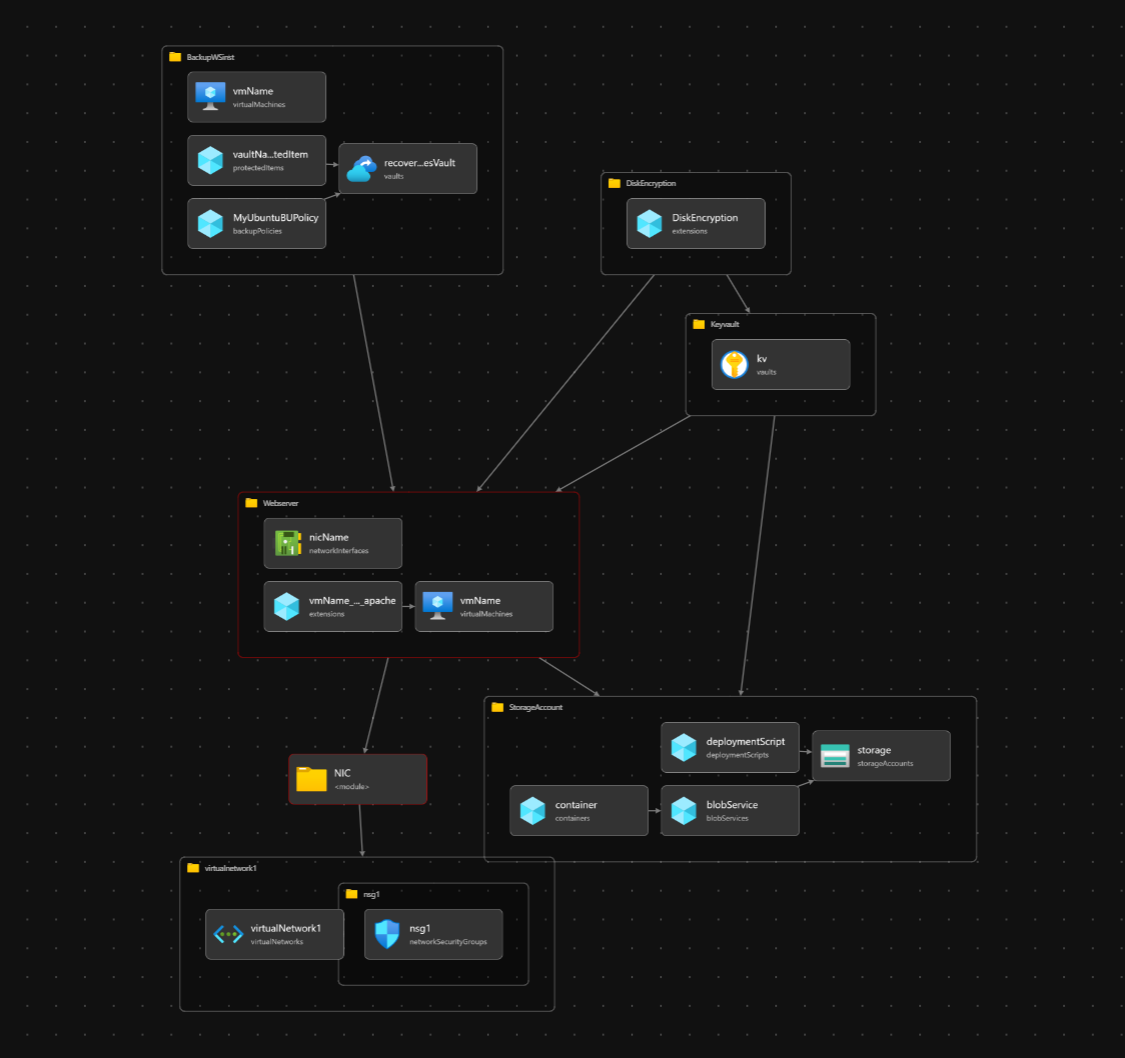 BackupWSinst
vmName
virtualMachines
vaultNa...tedItem
protectedItems
recover...esVault
vaults
MyUbuntuBUPolicy
backupPolicies
DiskEncryption
DiskEncryption
extensions
Keyvault
kv
vaults
Webserver
nicName
networkInterfaces
vmName_..._apache
extensions
vmName
virtualMachines
StorageAccount
deploymentScript
deploymentScripts
storage
storageAccounts
container
containers
blobService
blobServices
NIC
<module>
virtualnetwork1
nsg1
virtualNetwork1
virtualNetworks
nsg1
networkSecurityGroups